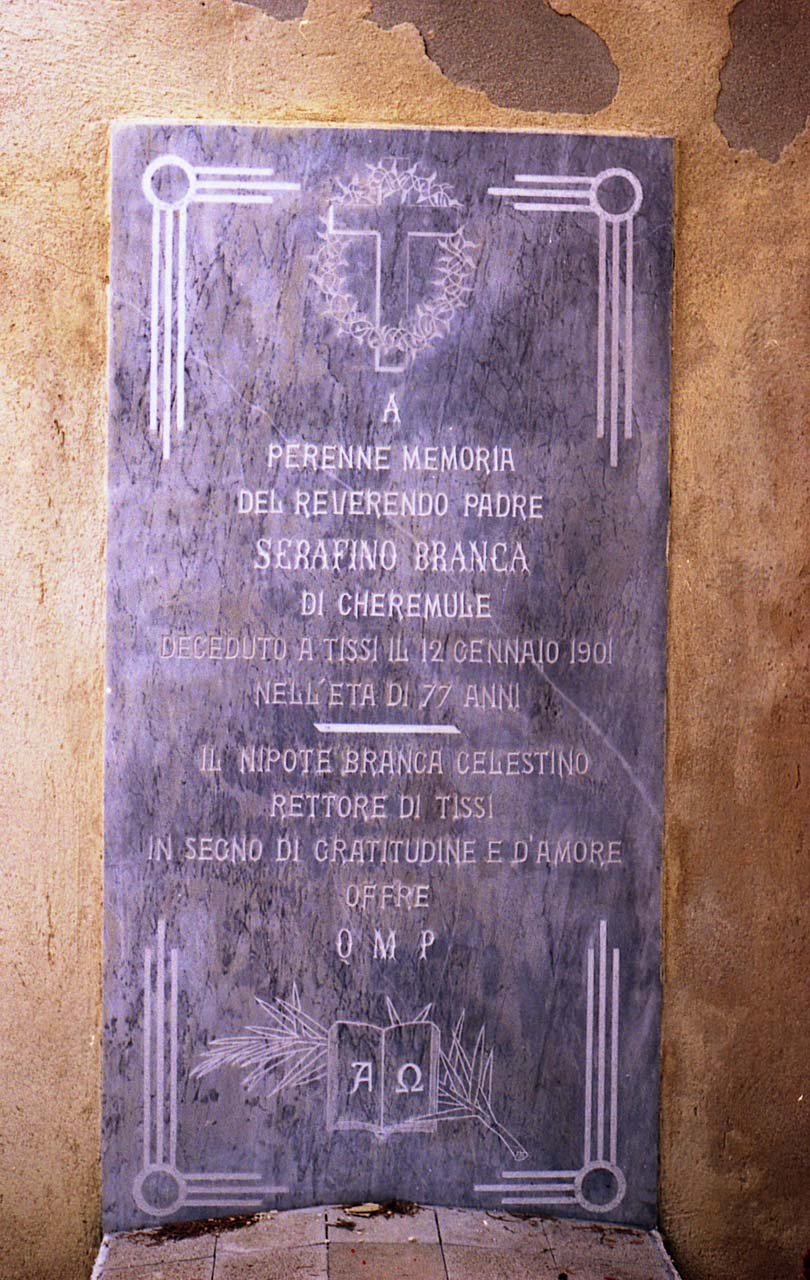 A
PERENNE MEMORIA
DEL REVERENDO PADRE
SERAFINO BRANCA
DI CHEREMULE
DECEDUTO A TISSI IL 12 GENNAIO 1901
NELL'ETA DI 77 ANNI
IL NIPOTE BRANCA CELESTINO
RETTORE DI TISSI
IN SEGNO DI GRATITUDINE E D'AMORE
OFFRE
Q M P
Α Ω